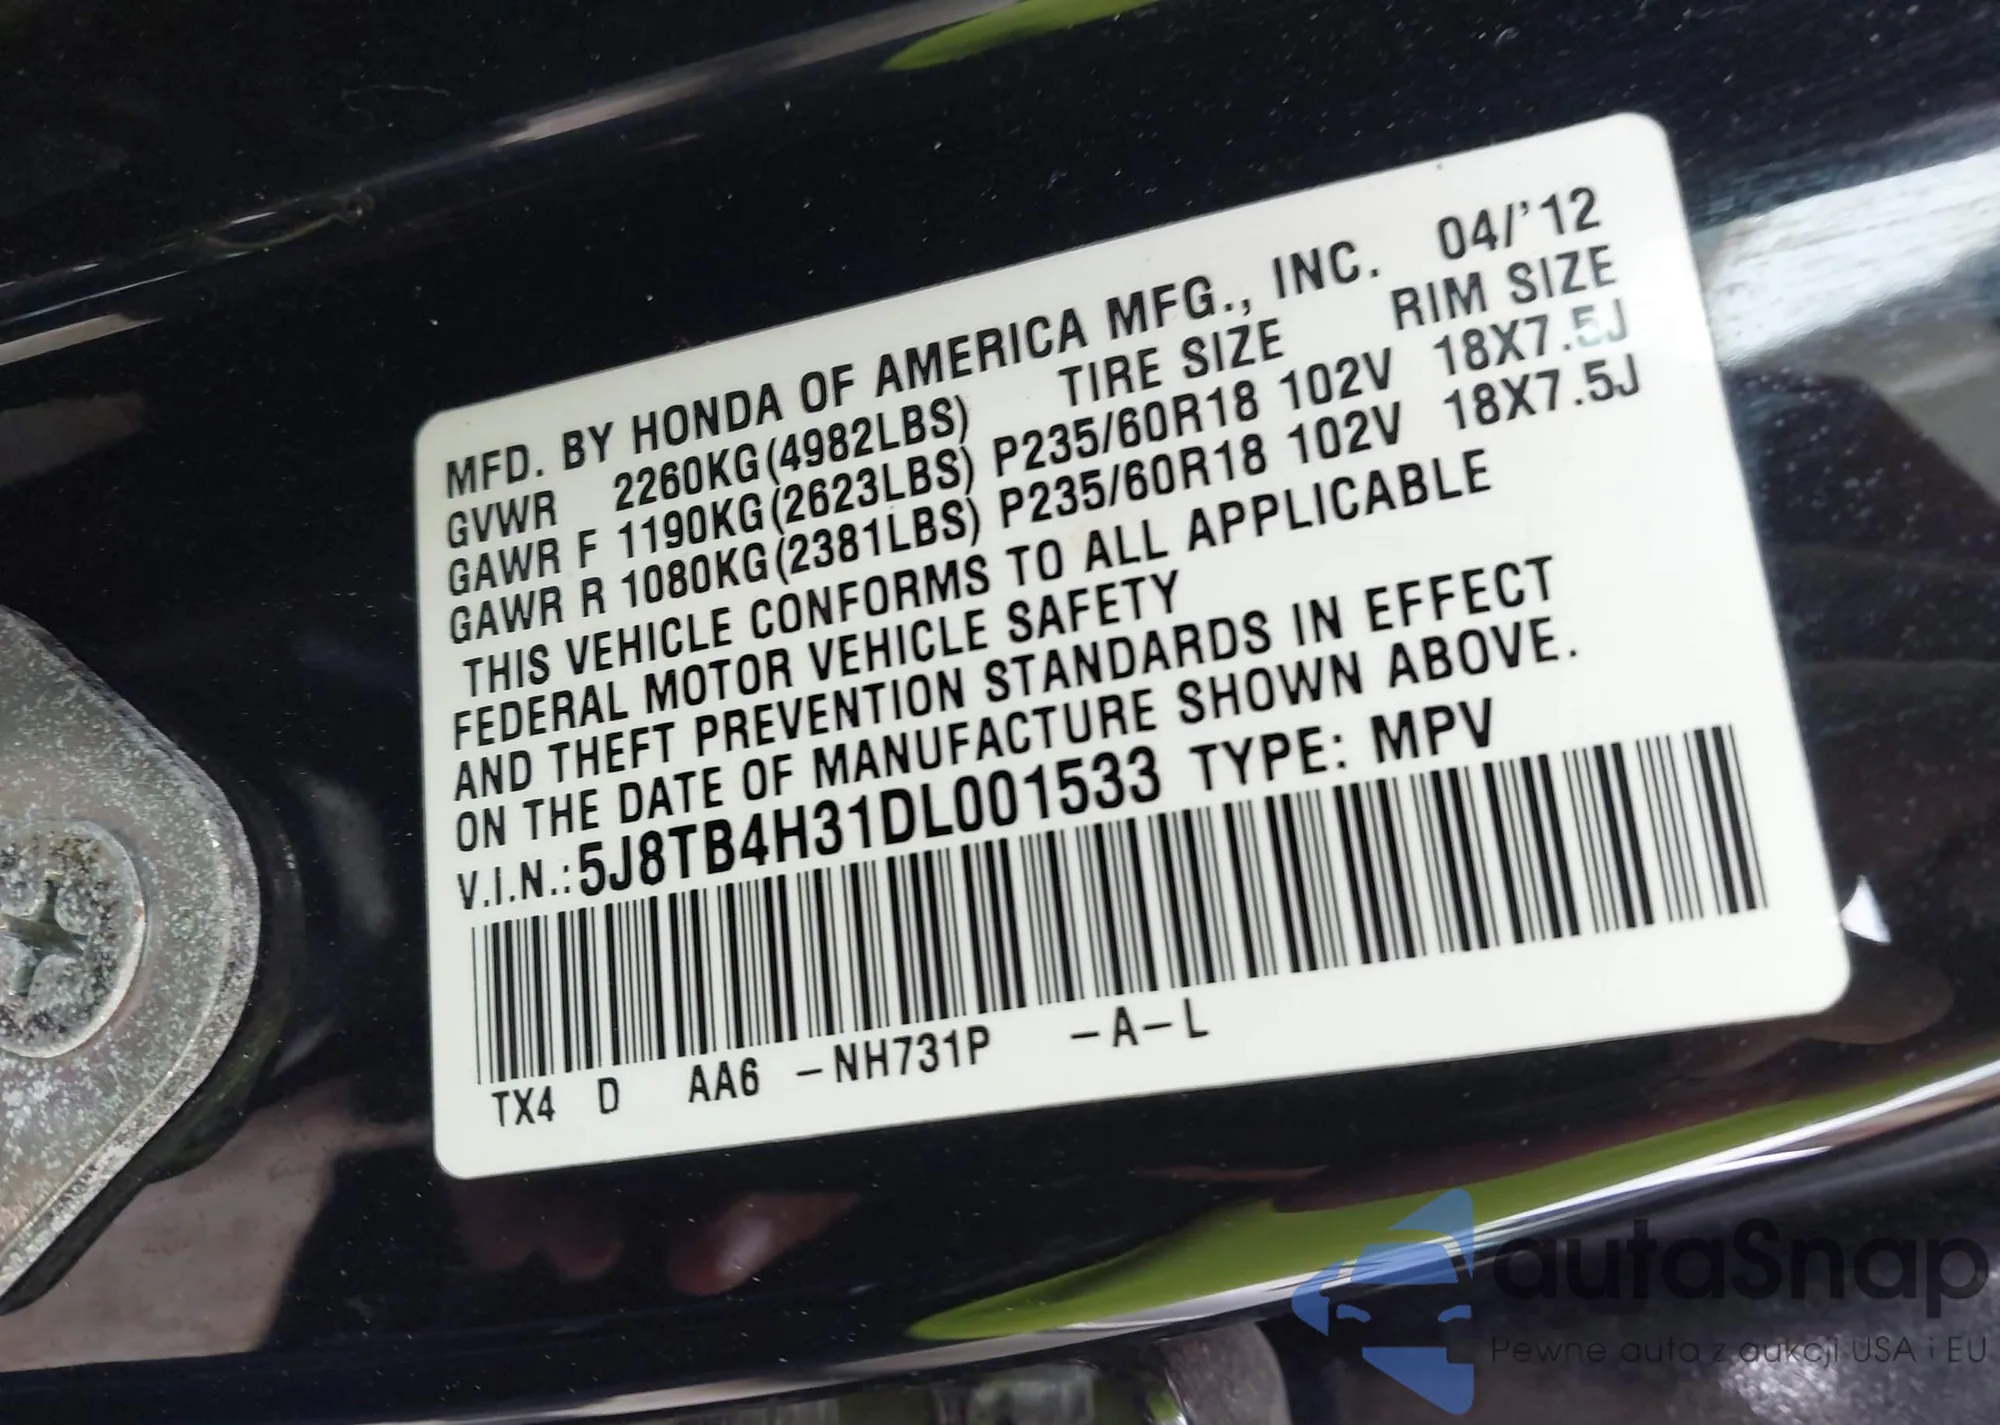 MFD. BY HONDA OF AMERICA MFG., INC. 04/'12
GVWR 2260KG(4982LBS) TIRE SIZE RIM SIZE
GAWR F 1190KG(2623LBS) P235/60R18 102V 18X7.5J
GAWR R 1080KG(2381LBS) P235/60R18 102V 18X7.5J
THIS VEHICLE CONFORMS TO ALL APPLICABLE
FEDERAL MOTOR VEHICLE SAFETY
AND THEFT PREVENTION STANDARDS IN EFFECT
ON THE DATE OF MANUFACTURE SHOWN ABOVE.
V.I.N.: 5J8TB4H31DL001533 TYPE: MPV
TX4 D AA6 -NH731P -A-L
autaSnap
Pewne auta z aukcji USA i EU